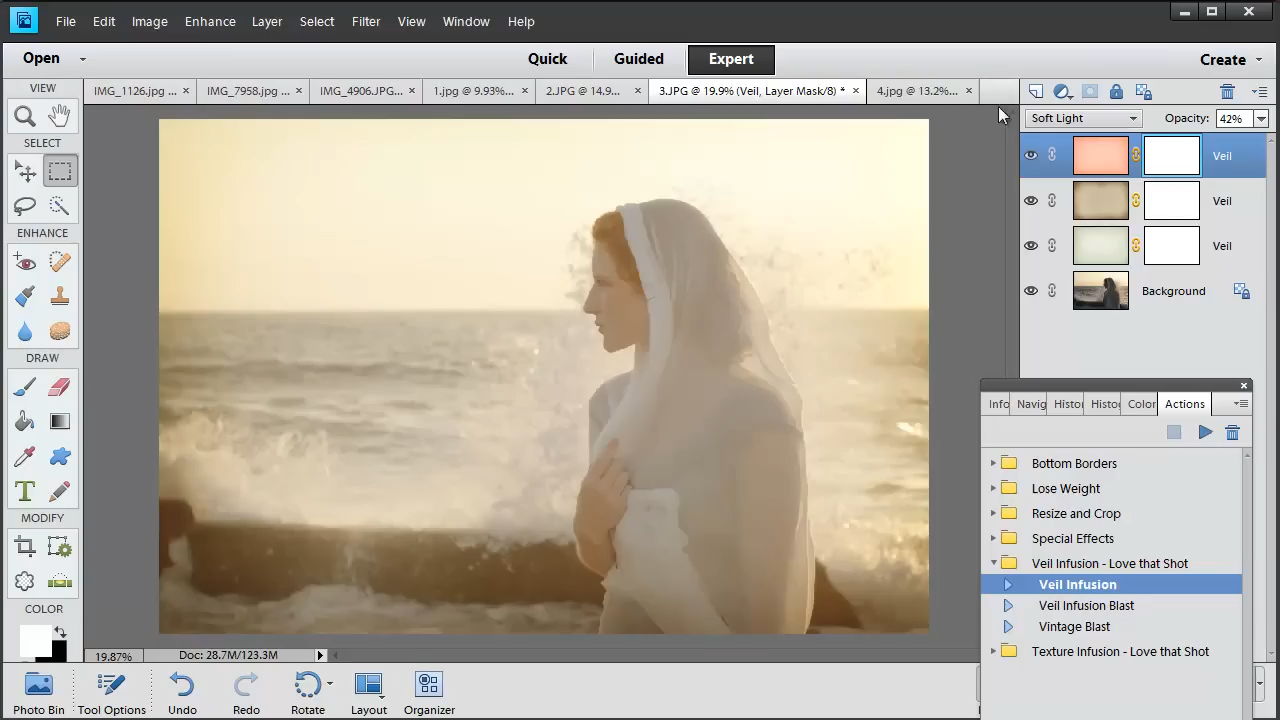 File Edit Image Enhance Layer Select Filter View Window Help
Open Quick Guided Expert Create
VIEW IMG_1126.jpg ... × IMG_7958.jpg ... × IMG_4906.JPG... × 1.jpg @ 9.93%... × 2.JPG @ 14.9... × 3.JPG @ 19.9% (Veil, Layer Mask/8) * × 4.jpg @ 13.2%... ×
Soft Light Opacity: 42%
SELECT
Veil
Veil
ENHANCE
Veil
Background
DRAW
Info Navig Histo Histo Color Actions
Bottom Borders
Lose Weight
Resize and Crop
MODIFY
Special Effects
Veil Infusion - Love that Shot
Veil Infusion
Veil Infusion Blast
COLOR
Vintage Blast
Texture Infusion - Love that Shot
19.87% Doc: 28.7M/123.3M
Photo Bin Tool Options Undo Redo Rotate Layout Organizer